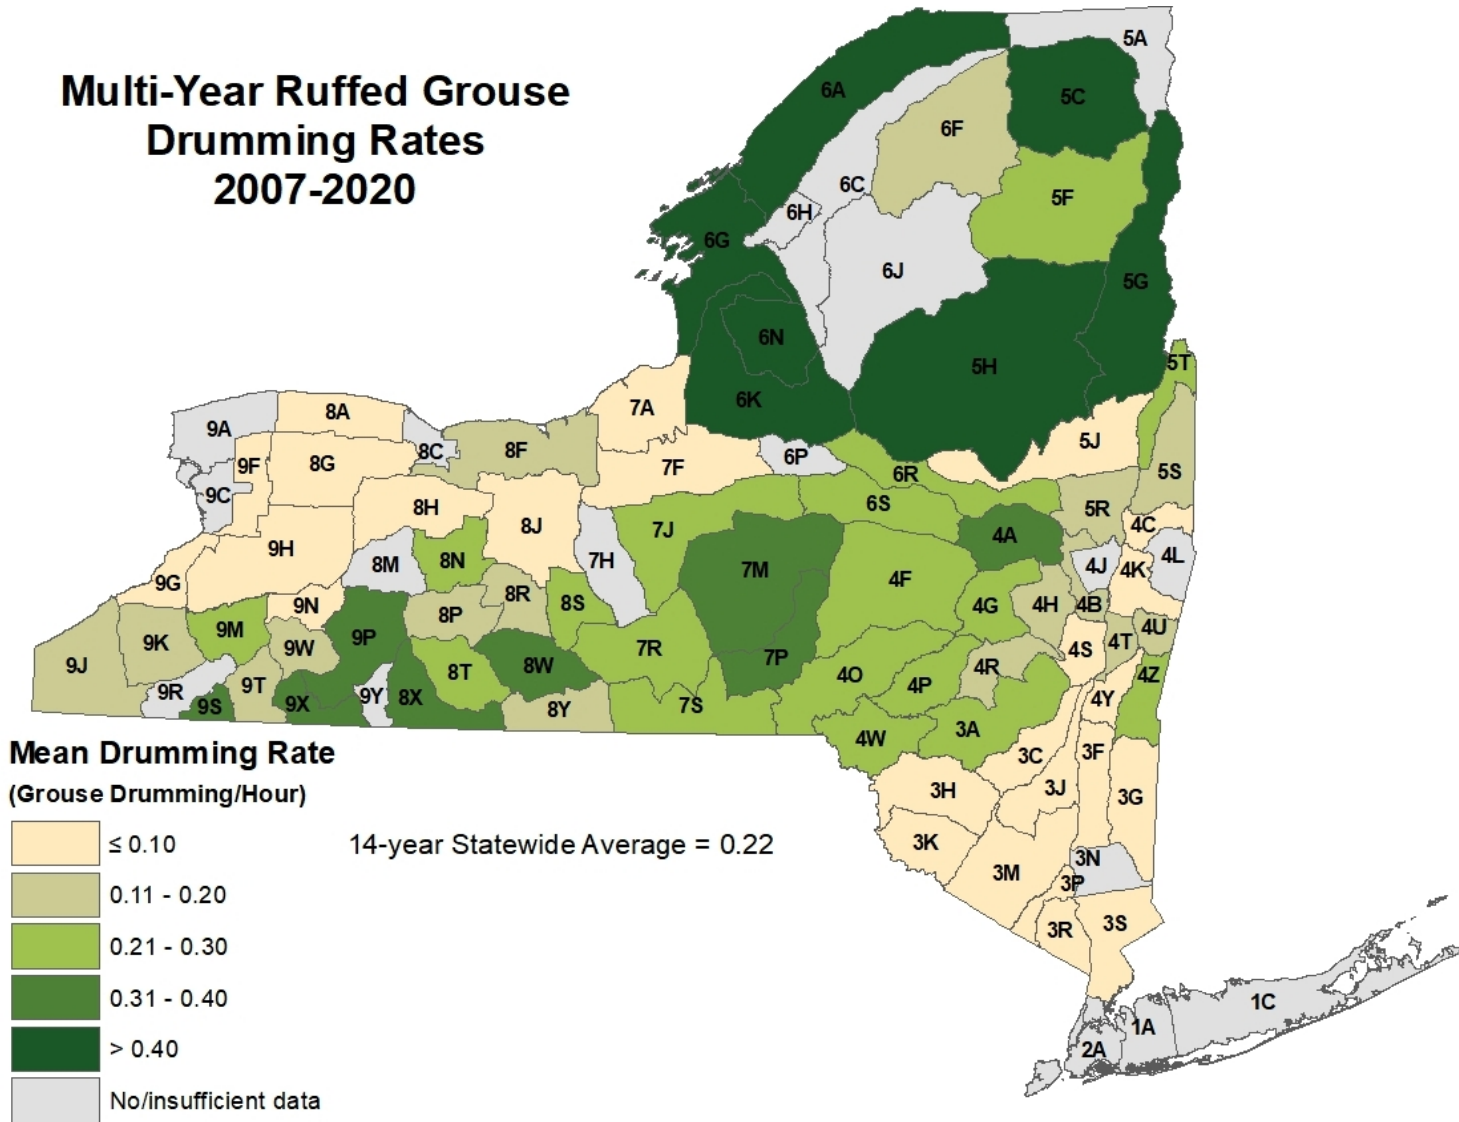 Multi-Year Ruffed Grouse
Drumming Rates
2007-2020
5A
6A
5C
6F
6C
5F
6H
6G
6J
5G
6N
5H
5T
6K
7A
8A
9A
5J
8C
8F
9F
8G
7F
6P
6R
5S
9C
8H
6S
5R
8J
7J
4C
4A
9H
8M
8N
7H
4L
4J
4K
9G
7M
4F
8R
8S
9N
4G
4H
4B
8P
9M
9P
4U
9K
9W
4T
7R
4S
9J
8W
7P
4R
8T
4O
4Z
9T
4P
9R
9Y
8X
9S
9X
4Y
7S
8Y
3A
4W
3C
3F
3J
3H
3G
3K
3N
3M
3P
3S
3R
1C
1A
2A
Mean Drumming Rate
(Grouse Drumming/Hour)
≤ 0.10
14-year Statewide Average = 0.22
0.11 - 0.20
0.21 - 0.30
0.31 - 0.40
> 0.40
No/insufficient data